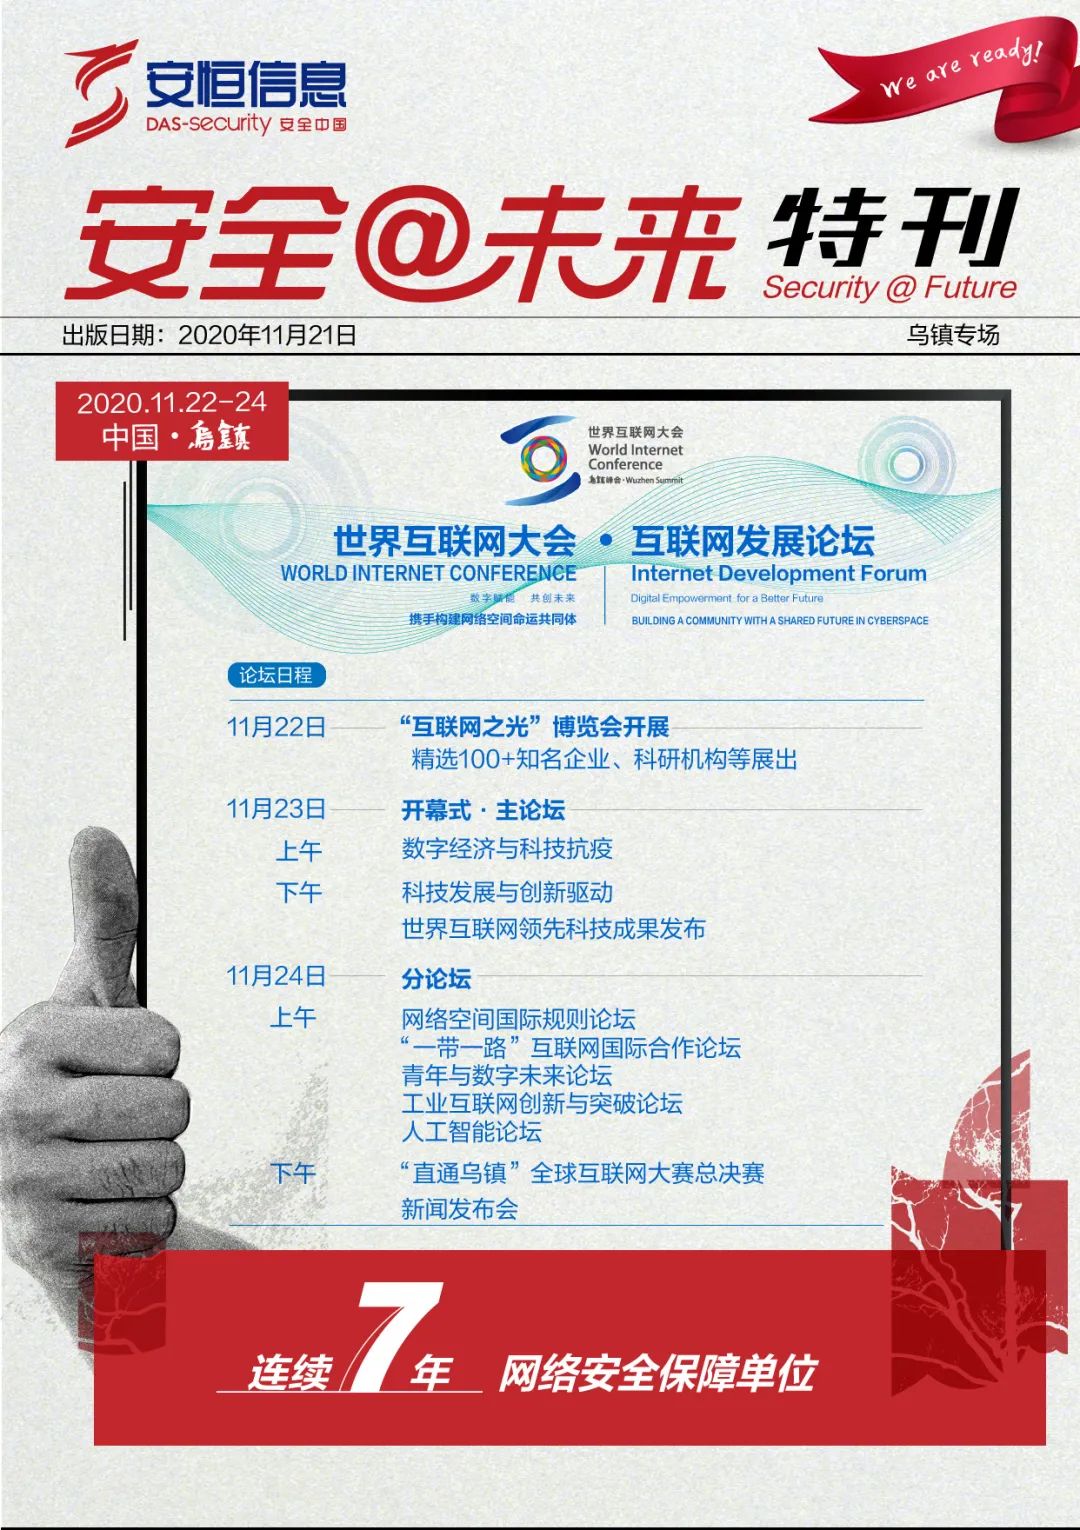 安恒信息
DAS-security 安全中国
We are ready!
安全@未来 特刊
Security @ Future
出版日期：2020年11月21日
乌镇专场
2020.11.22-24
中国·乌镇
世界互联网大会
World Internet
Conference
乌镇峰会·Wuzhen Summit
世界互联网大会·互联网发展论坛
WORLD INTERNET CONFERENCE
Internet Development Forum
数字赋能 共创未来
Digital Empowerment for a Better Future
携手构建网络空间命运共同体
BUILDING A COMMUNITY WITH A SHARED FUTURE IN CYBERSPACE
论坛日程
11月22日 “互联网之光”博览会开展
精选100+知名企业、科研机构等展出
11月23日 开幕式·主论坛
上午 数字经济与科技抗疫
下午 科技发展与创新驱动
世界互联网领先科技成果发布
11月24日 分论坛
上午 网络空间国际规则论坛
“一带一路”互联网国际合作论坛
青年与数字未来论坛
工业互联网创新与突破论坛
人工智能论坛
下午 “直通乌镇”全球互联网大赛总决赛
新闻发布会
连续7年 网络安全保障单位